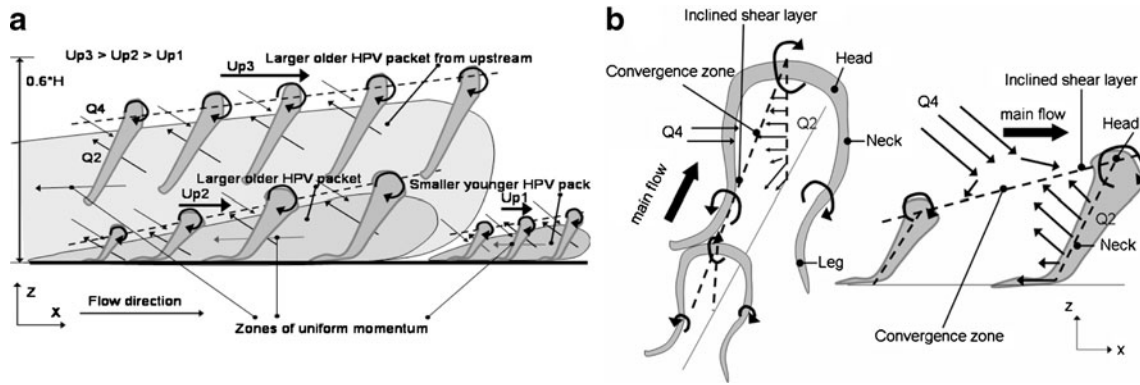 a
Up3 > Up2 > Up1
0.6*H
Larger older HPV packet from upstream
Up3
Q4
Q2
Up2
Larger older HPV packet
Smaller younger HPV pack
Up1
Z
X
Flow direction
Zones of uniform momentum
b
Inclined shear layer
Convergence zone
Head
Q4
Q2
Neck
main flow
Leg
Inclined shear layer
main flow
Head
Q4
Q2
Neck
Convergence zone
z
x